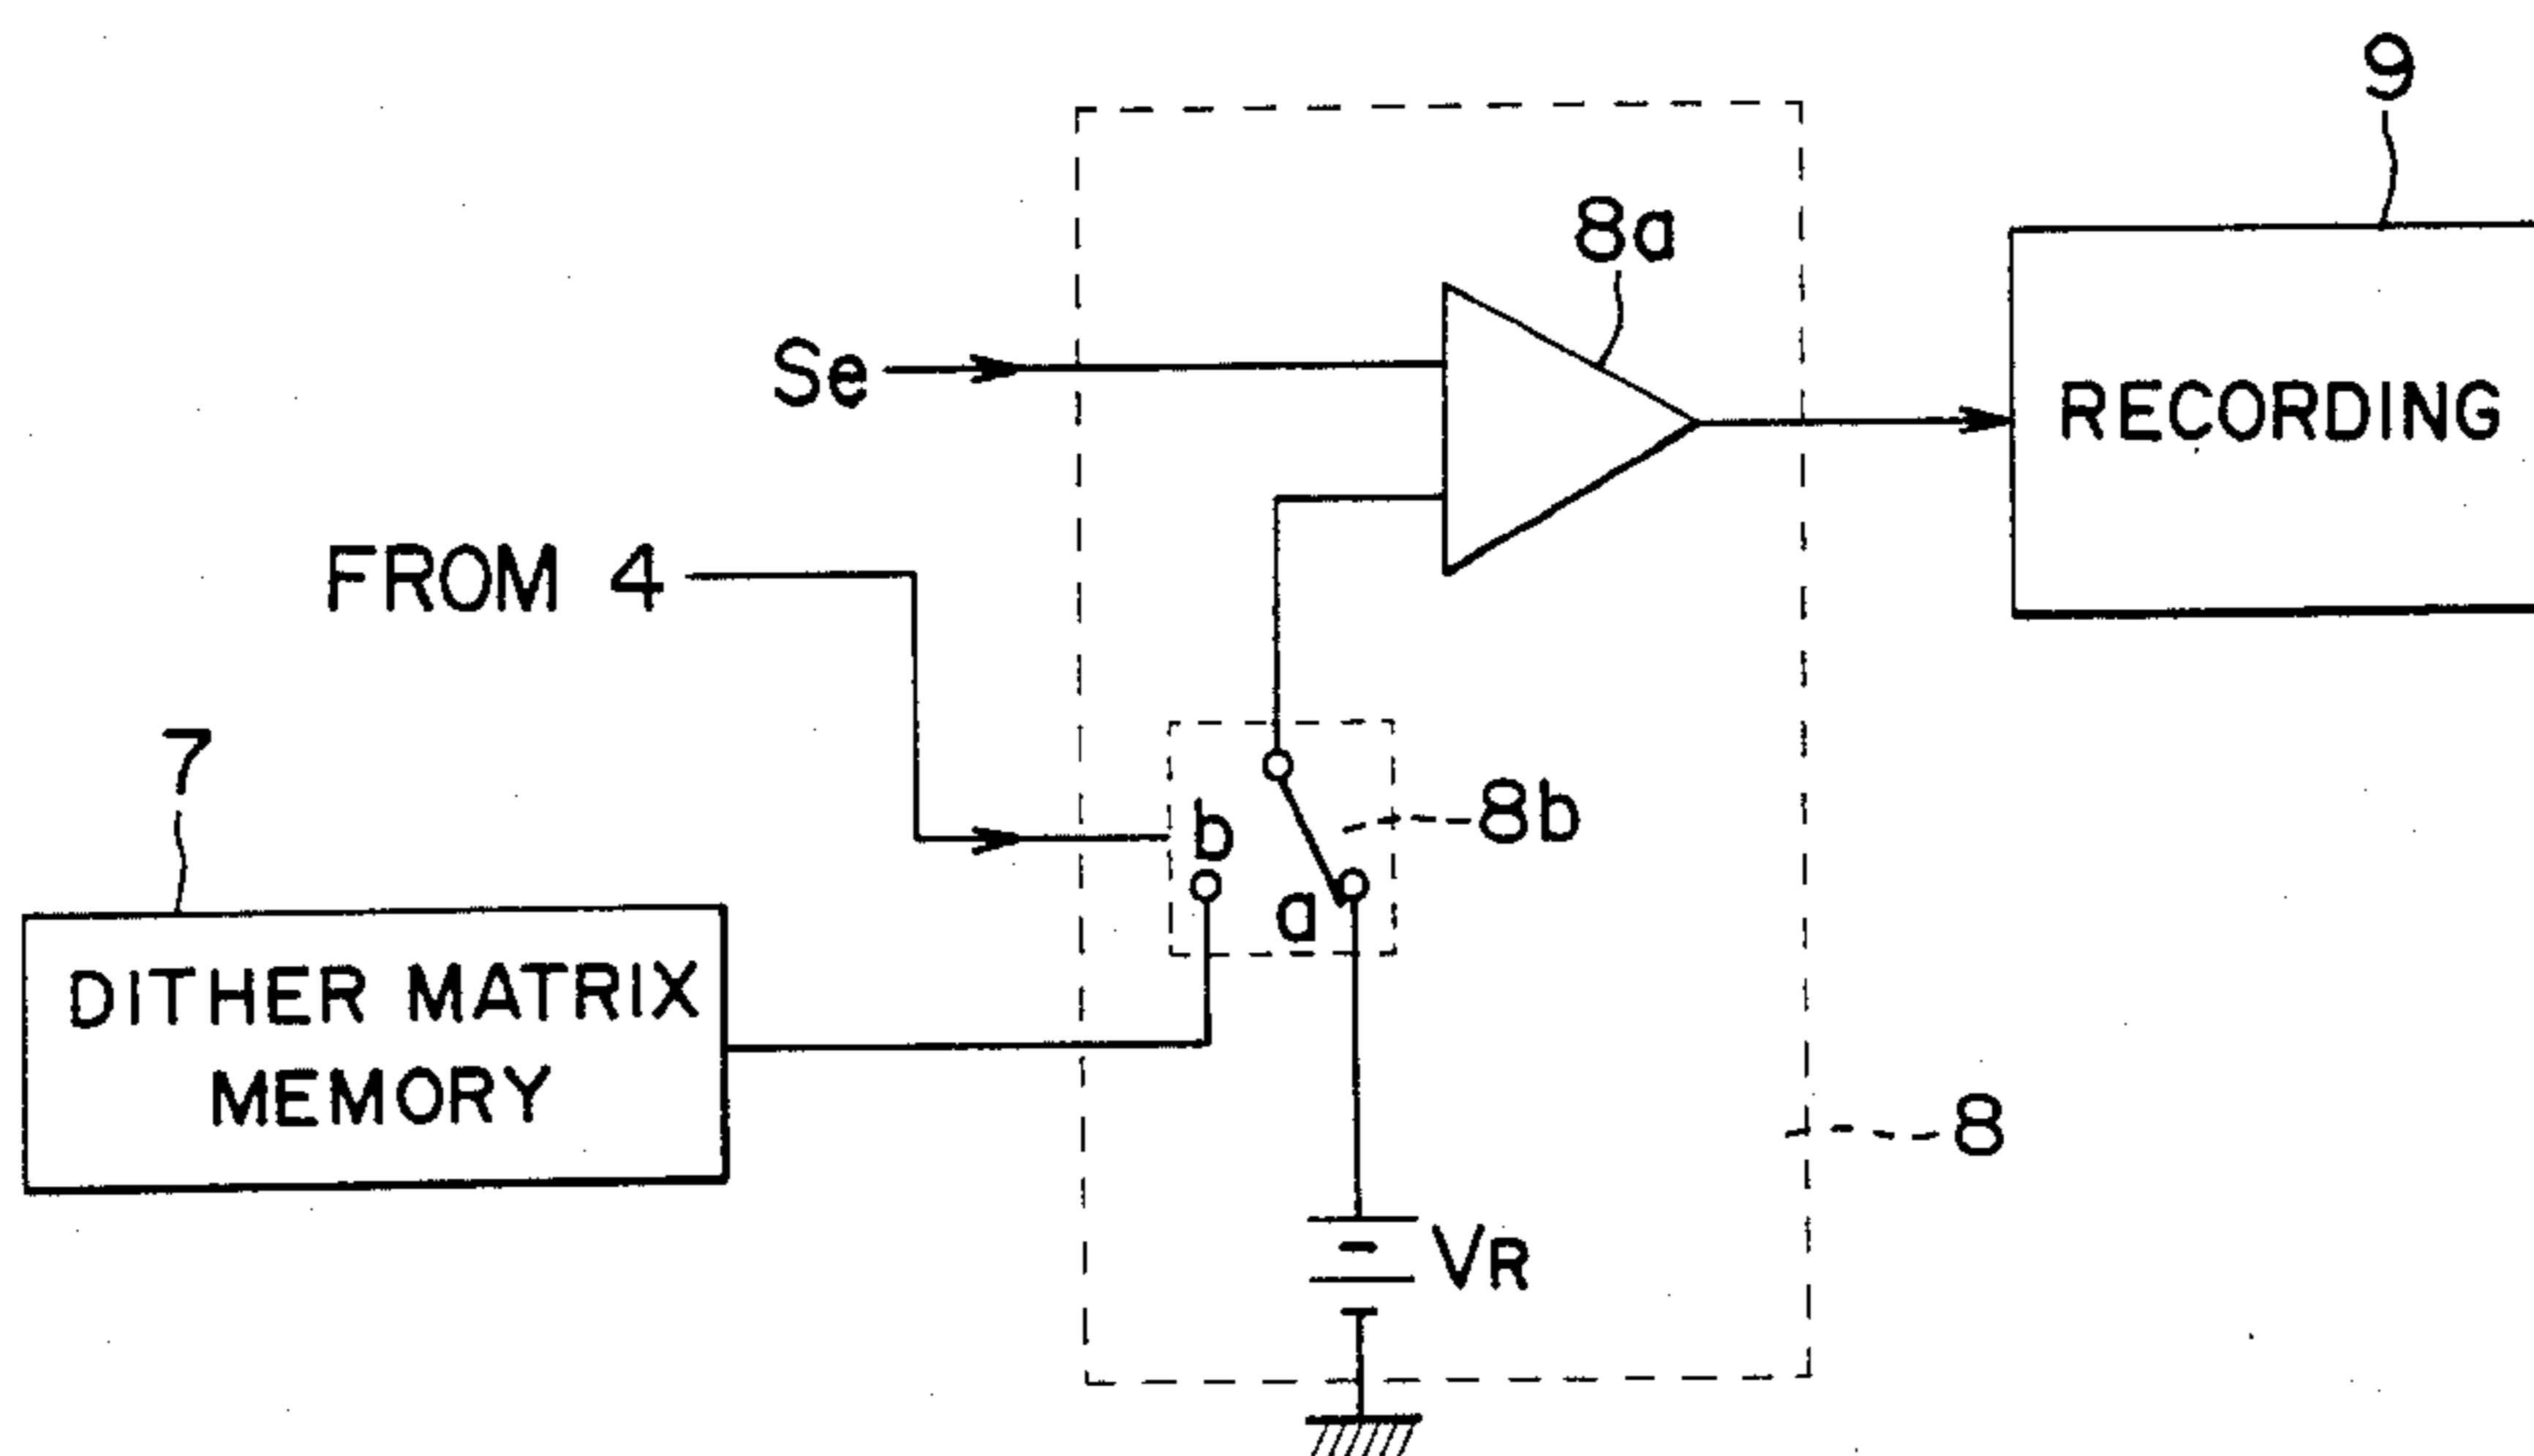 9
8a
Se
RECORDING
FROM 4
7
b
8b
a
DITHER MATRIX
MEMORY
8
VR